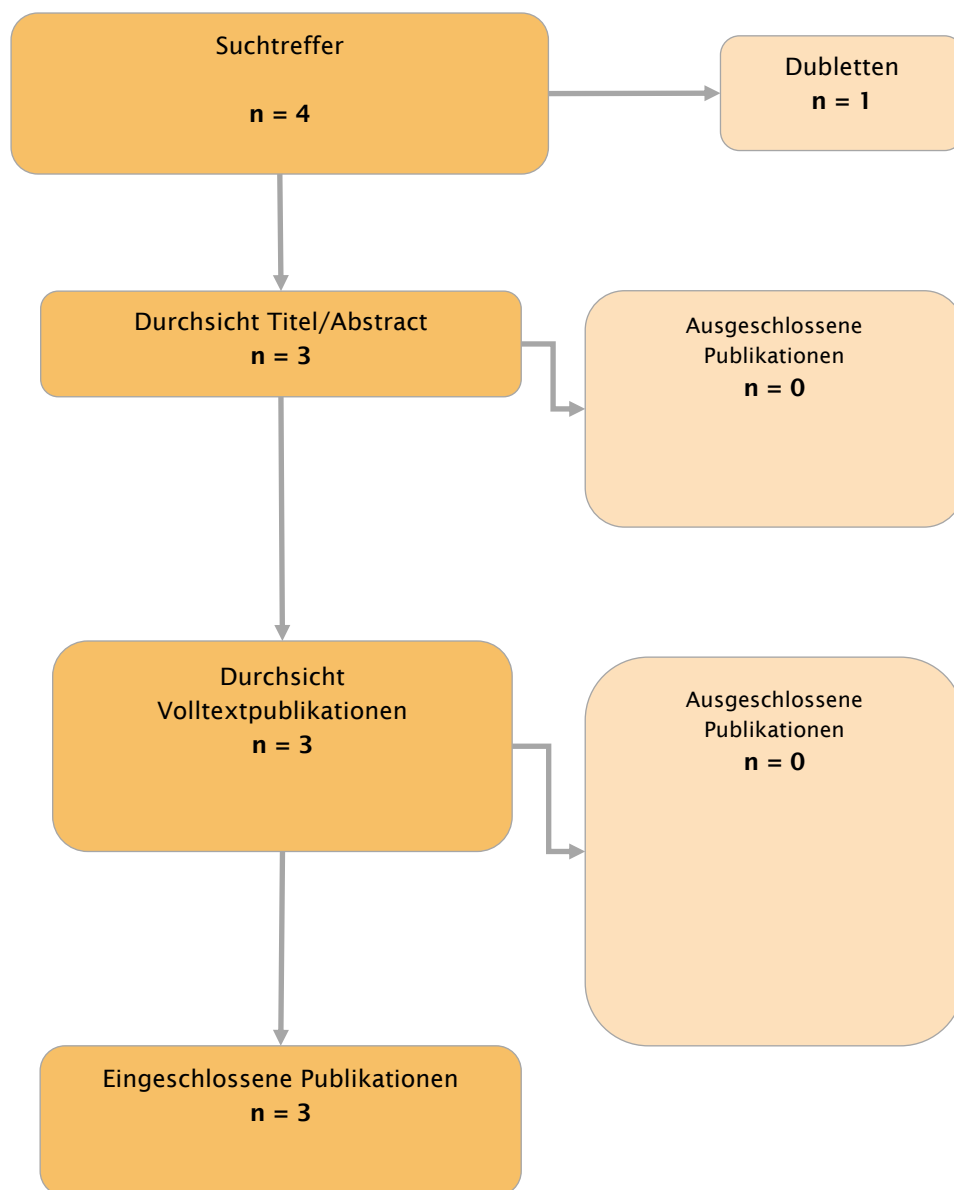 Suchtreffer
n = 4
Dubletten
n = 1
Durchsicht Titel/Abstract
n = 3
Ausgeschlossene
Publikationen
n = 0
Durchsicht
Volltextpublikationen
n = 3
Ausgeschlossene
Publikationen
n = 0
Eingeschlossene Publikationen
n = 3